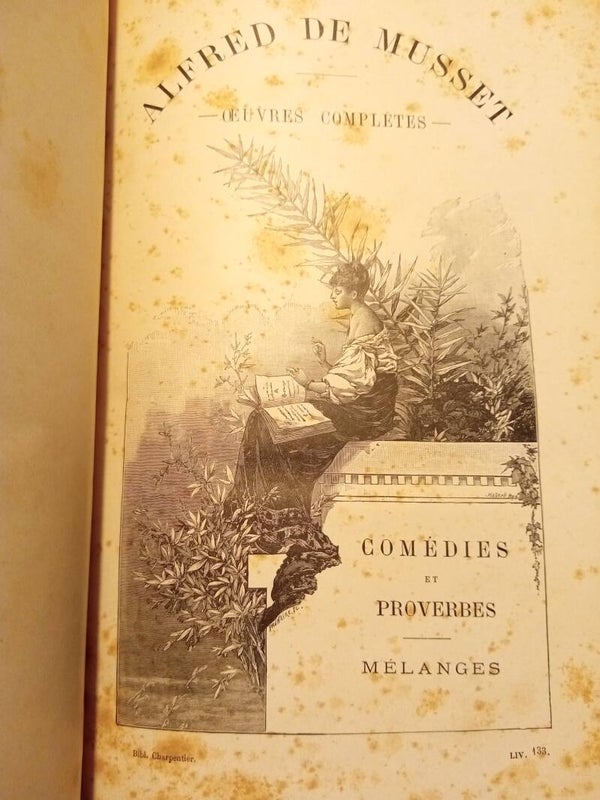 ALFRED DE MUSSET
— ŒUVRES COMPLÈTES —
COMÉDIES
ET
PROVERBES
MÉLANGES
Bibl. Charpentier.
LIV. 133.